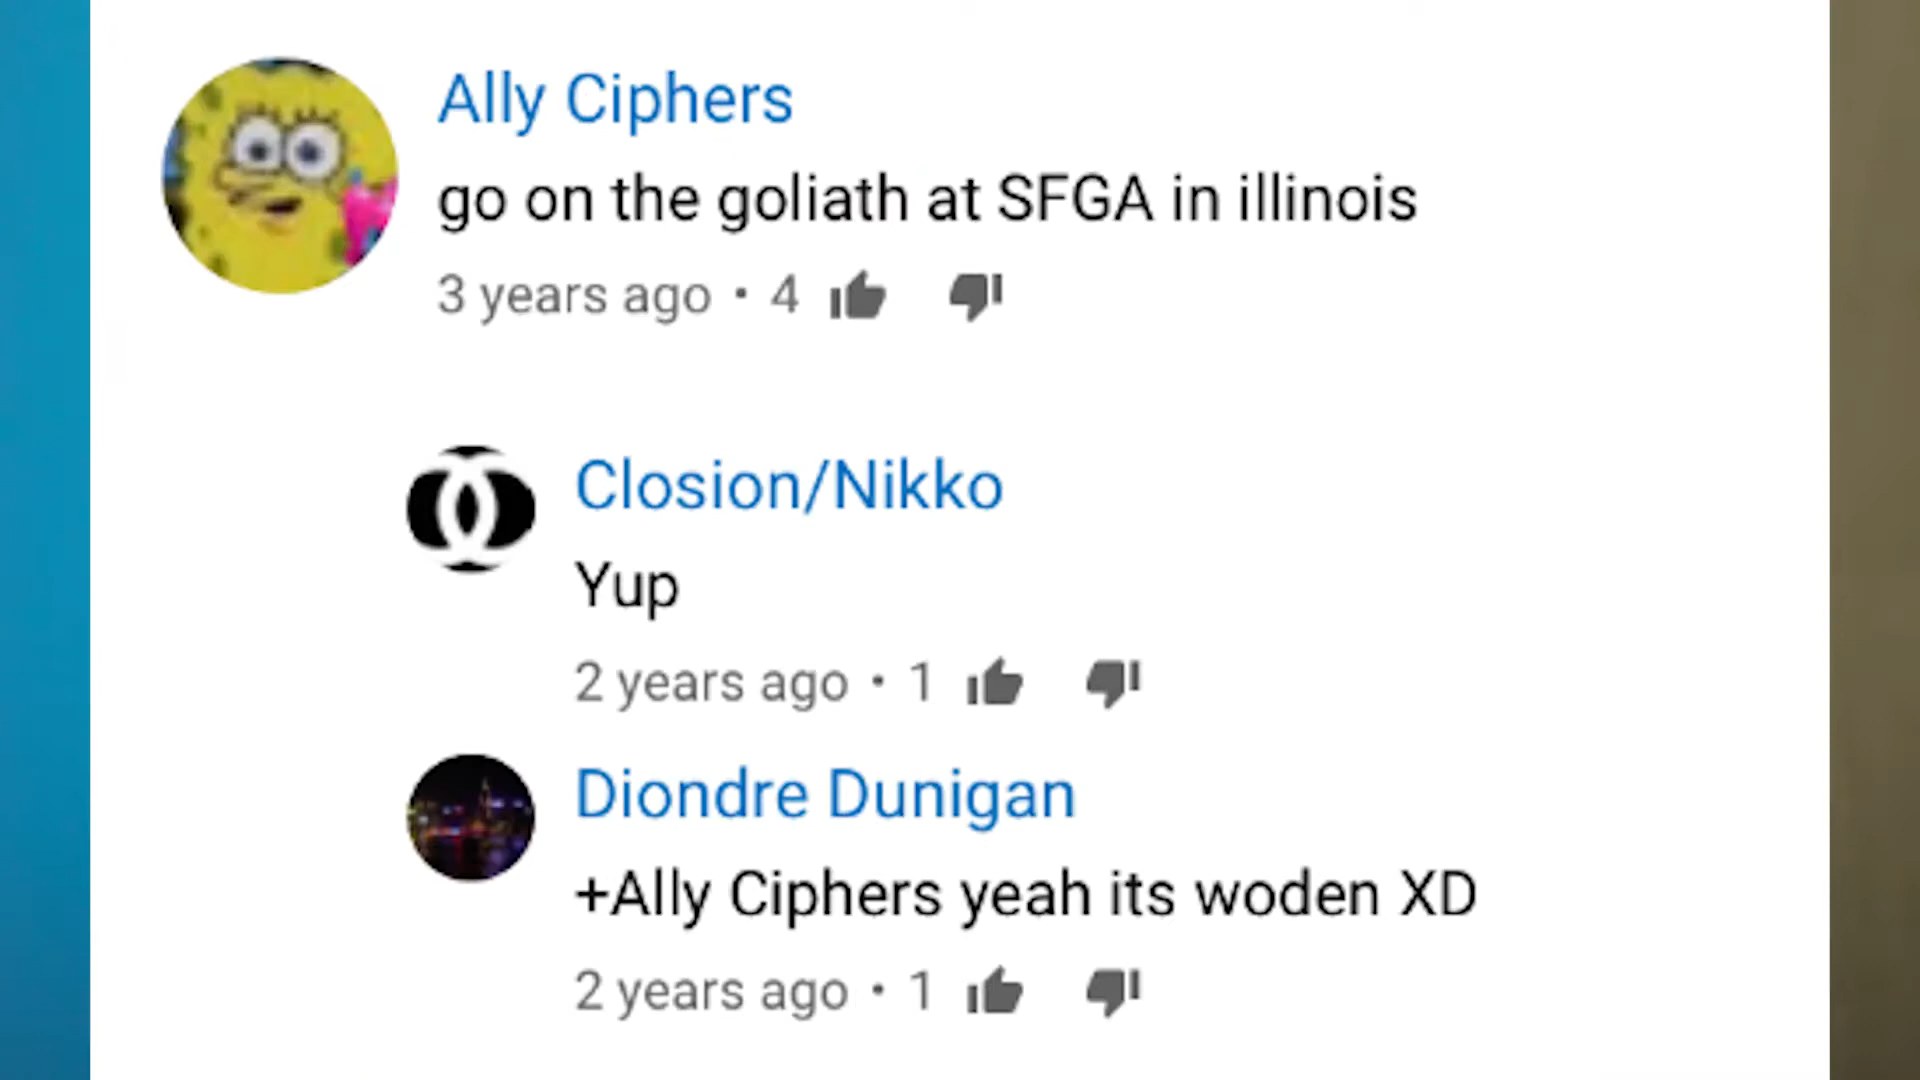 Ally Ciphers
go on the goliath at SFGA in illinois
3 years ago • 4
Closion/Nikko
Yup
2 years ago • 1
Diondre Dunigan
+Ally Ciphers yeah its woden XD
2 years ago • 1